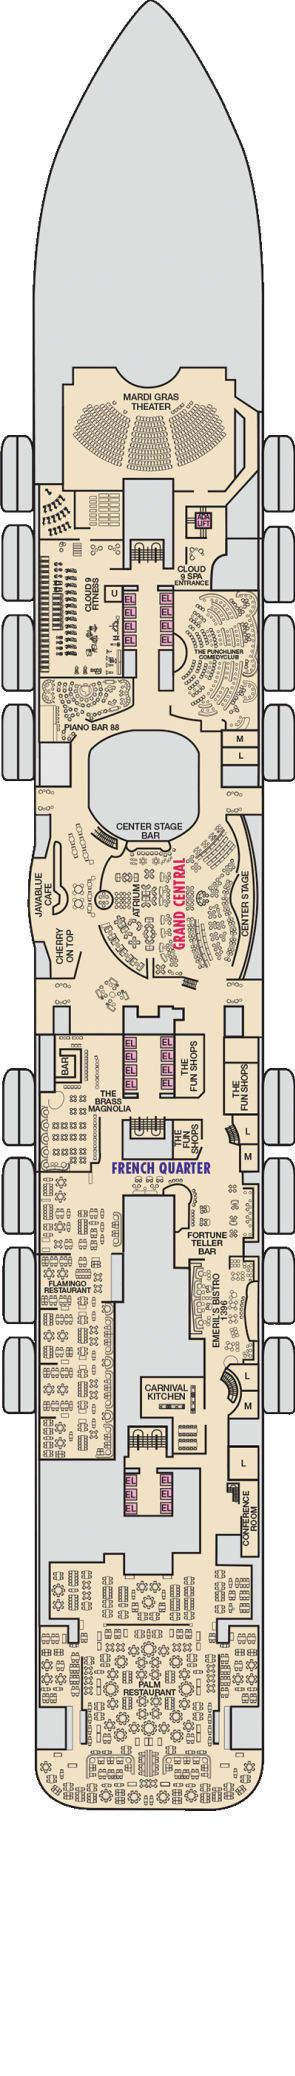 MARDI GRAS
THEATER
ADA
LIFT
CLOUD
9 SPA
ENTRANCE
CLOUD 9
FITNESS
U
EL EL
EL EL
EL EL
EL EL
THE PUNCHLINER
COMEDY CLUB
PIANO BAR 88
M
L
CENTER STAGE
BAR
JAVABLUE
CAFE
CHERRY
ON TOP
ATRIUM
GRAND CENTRAL
CENTER STAGE
BAR
EL EL
EL EL
EL EL
EL EL
THE
FUN SHOPS
THE
FUN SHOPS
THE
BRASS
MAGNOLIA
THE
FUN
SHOPS
L
M
FRENCH QUARTER
FORTUNE
TELLER
BAR
FLAMINGO
RESTAURANT
EMERIL'S BISTRO
1396
CARNIVAL
KITCHEN
L
M
L
EL EL
EL EL
EL EL
CONFERENCE
ROOM
PALM
RESTAURANT